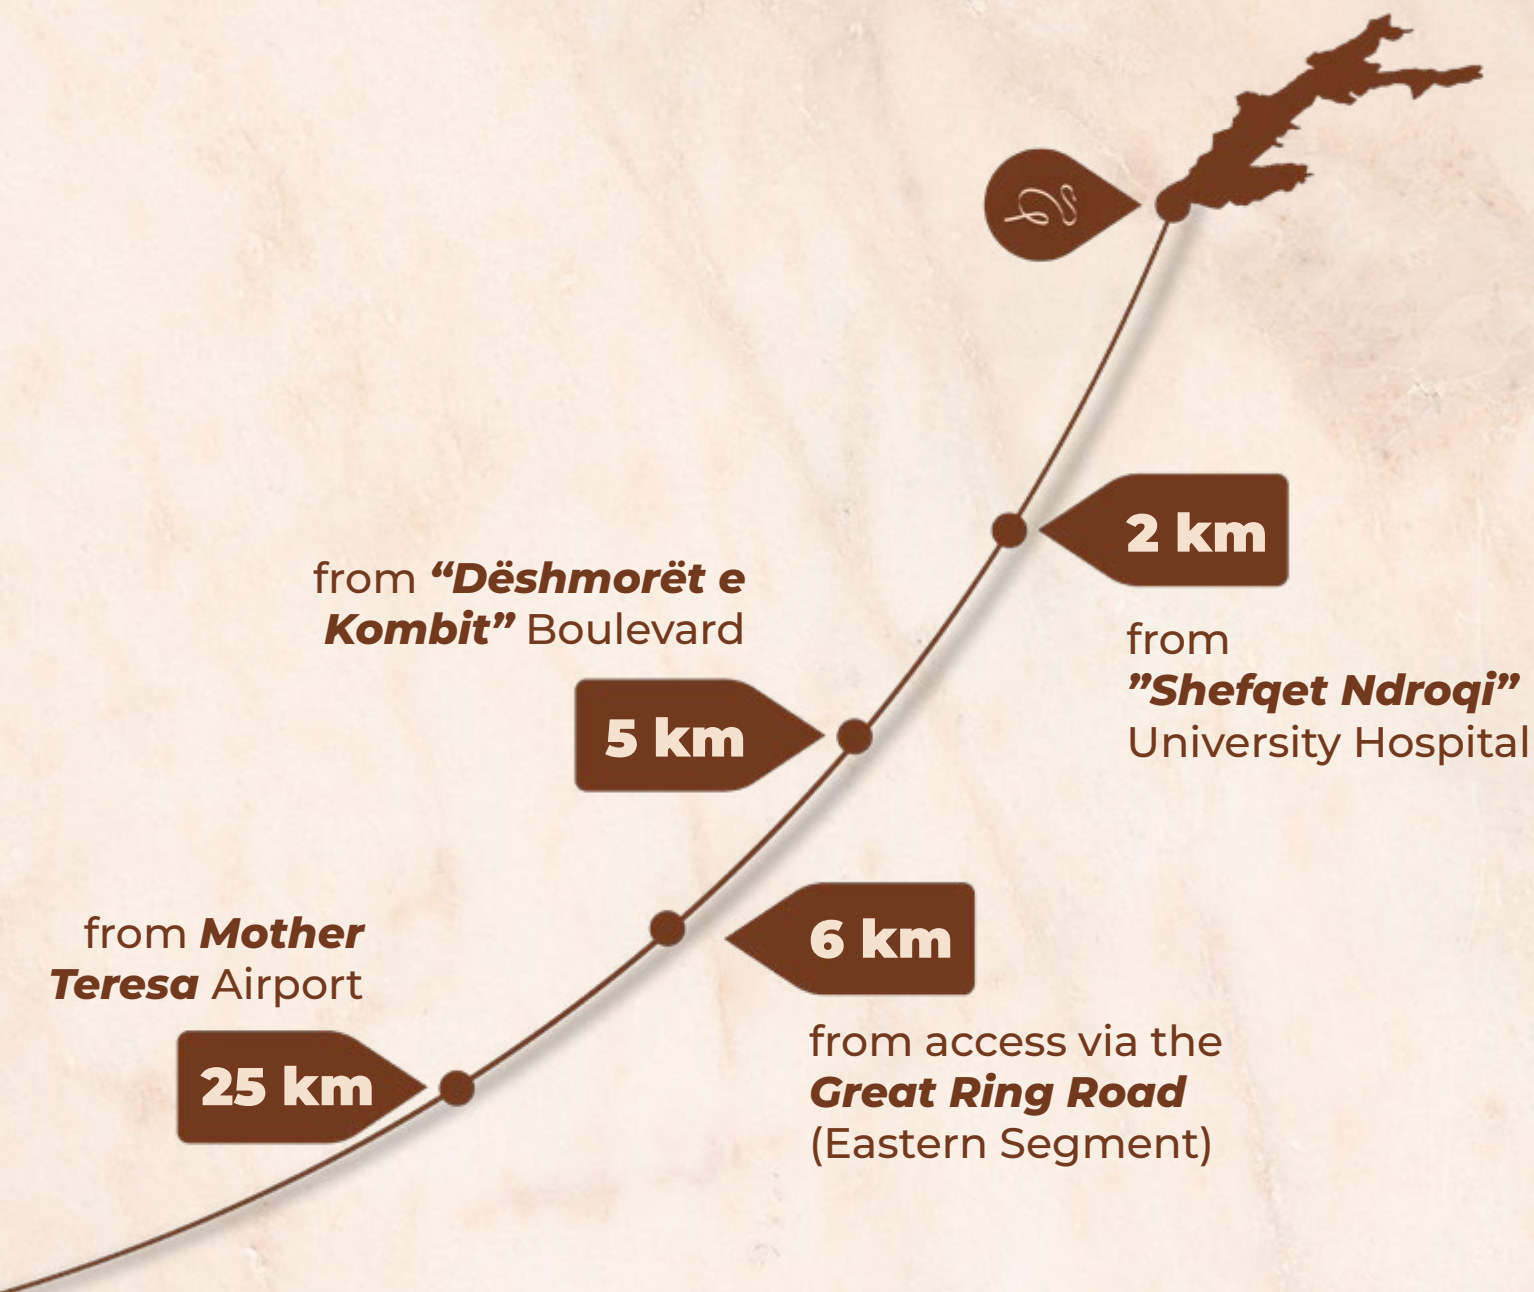 2 km
from
”Shefqet Ndroqi”
University Hospital
from “Dëshmorët e
Kombit” Boulevard
5 km
6 km
from access via the
Great Ring Road
(Eastern Segment)
from Mother
Teresa Airport
25 km